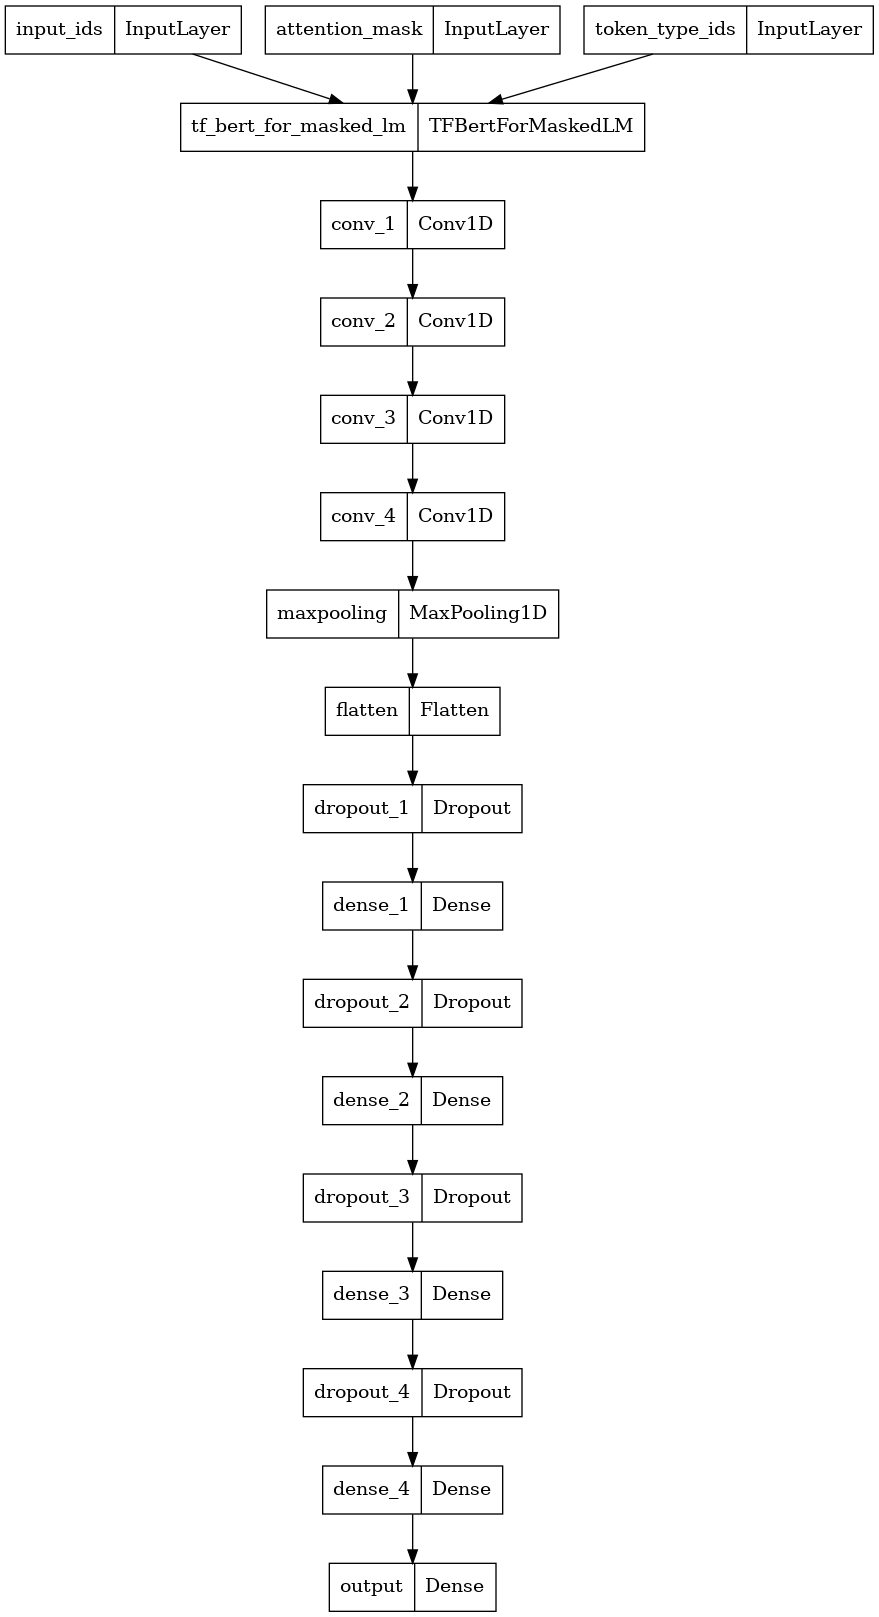 input_ids InputLayer attention_mask InputLayer token_type_ids InputLayer
tf_bert_for_masked_lm TFBertForMaskedLM
conv_1 Conv1D
conv_2 Conv1D
conv_3 Conv1D
conv_4 Conv1D
maxpooling MaxPooling1D
flatten Flatten
dropout_1 Dropout
dense_1 Dense
dropout_2 Dropout
dense_2 Dense
dropout_3 Dropout
dense_3 Dense
dropout_4 Dropout
dense_4 Dense
output Dense